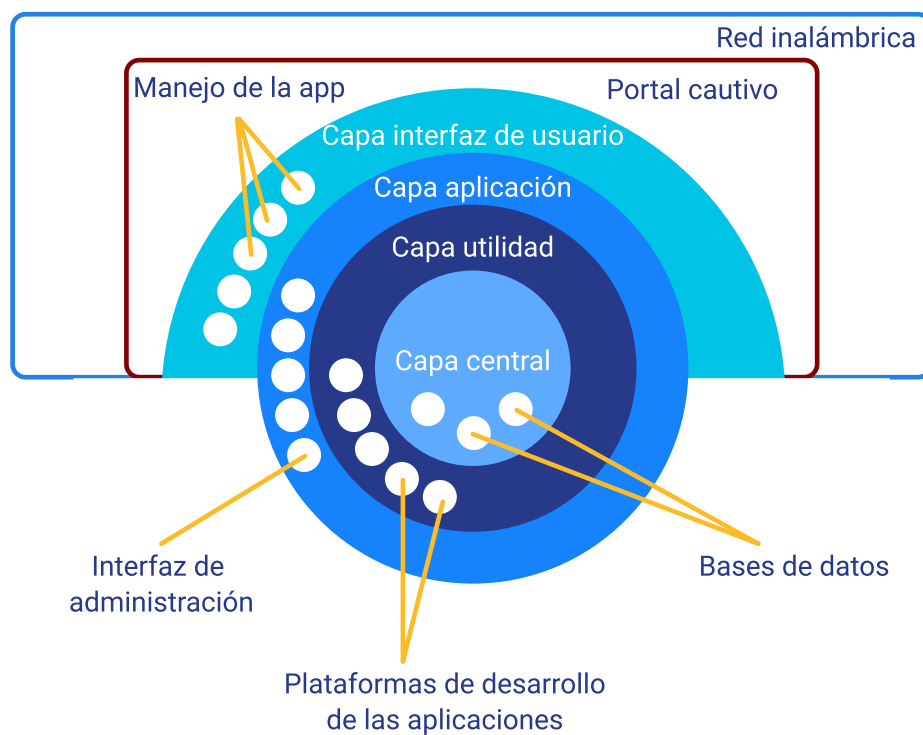 Red inalámbrica
Manejo de la app
Portal cautivo
Capa interfaz de usuario
Capa aplicación
Capa utilidad
Capa central
Interfaz de
administración
Bases de datos
Plataformas de desarrollo
de las aplicaciones